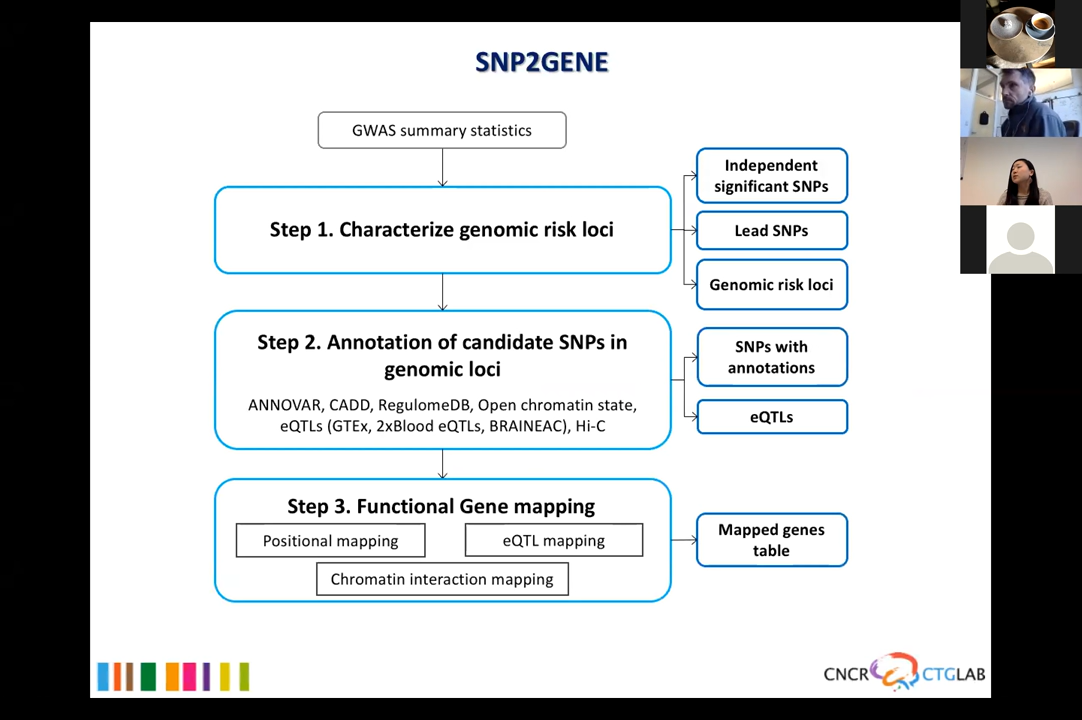 SNP2GENE
GWAS summary statistics
Step 1. Characterize genomic risk loci
Independent
significant SNPs
Lead SNPs
Genomic risk loci
Step 2. Annotation of candidate SNPs in
genomic loci
ANNOVAR, CADD, RegulomeDB, Open chromatin state,
eQTLs (GTEx, 2xBlood eQTLs, BRAINEAC), Hi-C
SNPs with
annotations
eQTLs
Step 3. Functional Gene mapping
Positional mapping
eQTL mapping
Chromatin interaction mapping
Mapped genes
table
CNCR CTGLAB